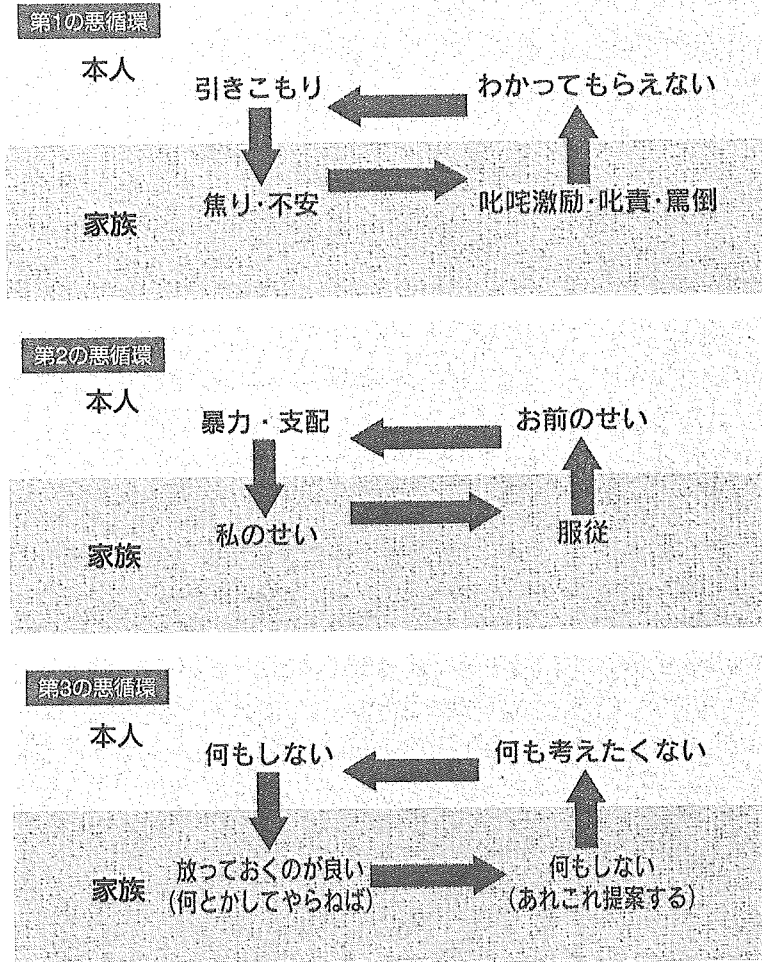 第1の悪循環
本人
引きこもり
わかってもらえない
焦り・不安
叱咤激励・叱責・罵倒
家族
第2の悪循環
本人
暴力・支配
お前のせい
私のせい
服従
家族
第3の悪循環
本人
何もしない
何も考えたくない
放っておくのが良い
(何とかしてやらねば)
何もしない
(あれこれ提案する)
家族